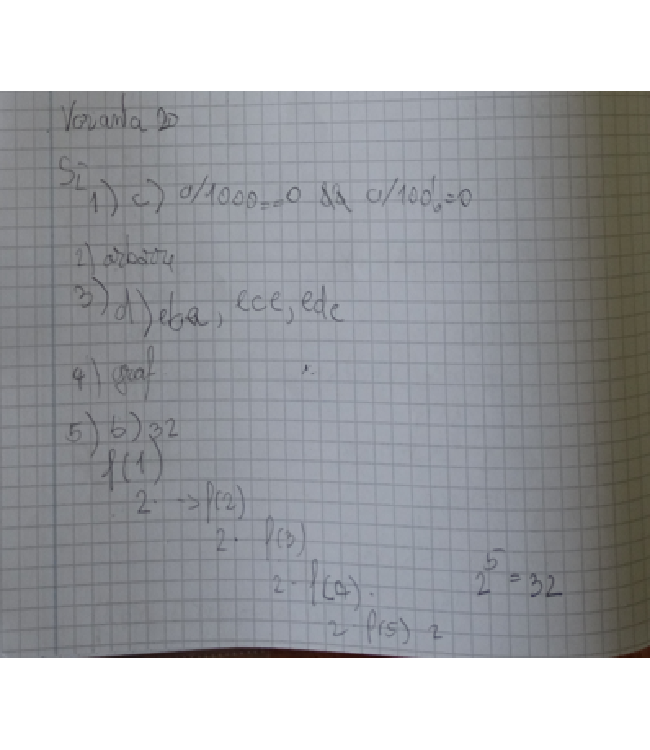 Varianta 20
SI
1) c) a/1000==0 && a/100!=0
2) arbori
3) d) eba, ece, edc
4) graf
5) b) 32
f(1)
2· -> f(2)
2· f(3)
2· f(4).
2 f(5) 2
2^5 = 32